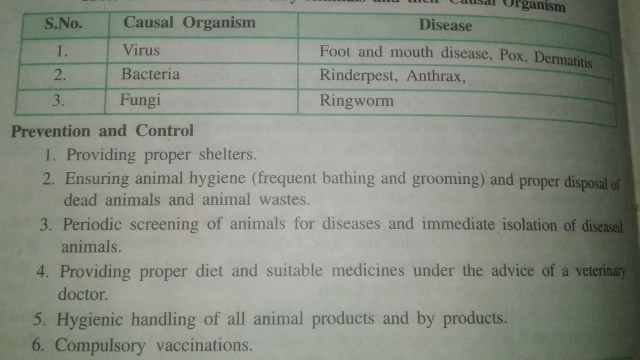 and their Causal Organism
S.No. Causal Organism Disease
1. Virus Foot and mouth disease, Pox, Dermatitis
2. Bacteria Rinderpest, Anthrax,
3. Fungi Ringworm
Prevention and Control
1. Providing proper shelters.
2. Ensuring animal hygiene (frequent bathing and grooming) and proper disposal of
dead animals and animal wastes.
3. Periodic screening of animals for diseases and immediate isolation of diseased
animals.
4. Providing proper diet and suitable medicines under the advice of a veterinary
doctor.
5. Hygienic handling of all animal products and by products.
6. Compulsory vaccinations.